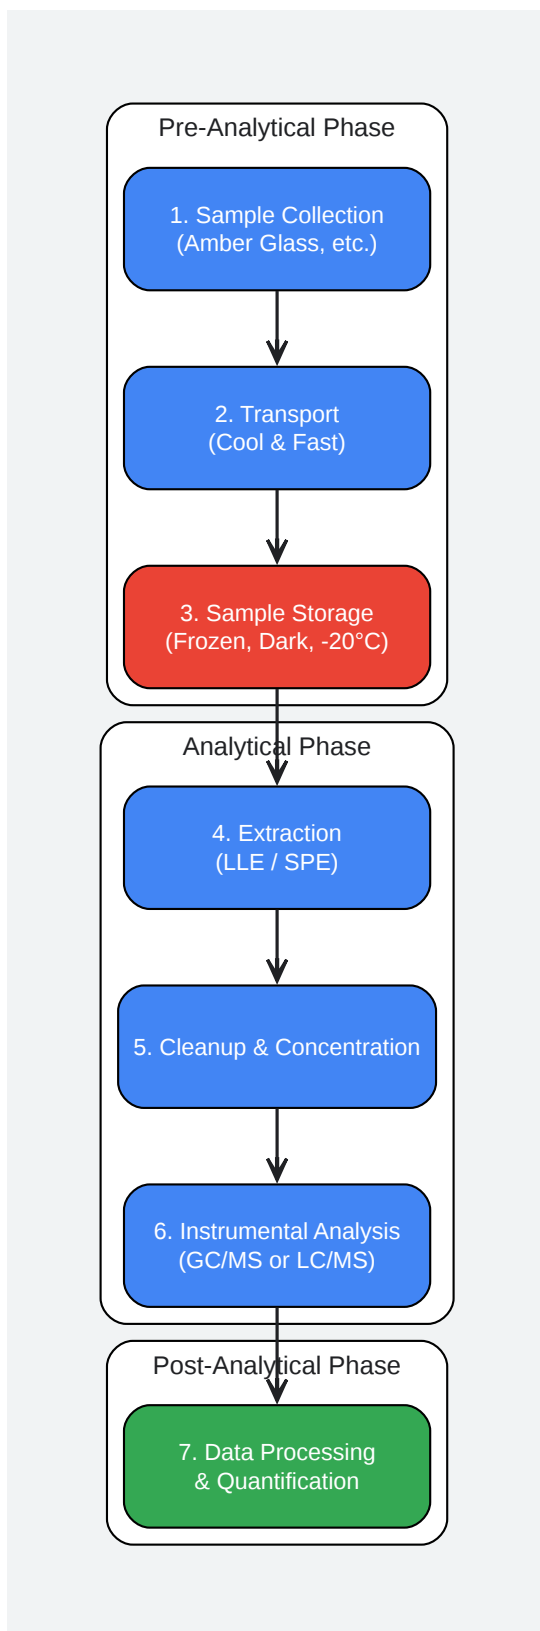 Pre-Analytical Phase
1. Sample Collection
(Amber Glass, etc.)
2. Transport
(Cool & Fast)
3. Sample Storage
(Frozen, Dark, -20°C)
Analytical Phase
4. Extraction
(LLE / SPE)
5. Cleanup & Concentration
6. Instrumental Analysis
(GC/MS or LC/MS)
Post-Analytical Phase
7. Data Processing
& Quantification